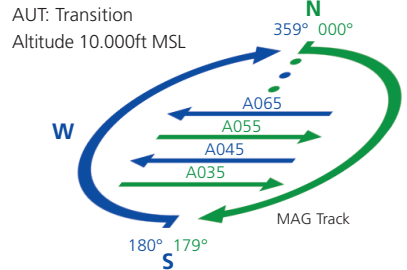 AUT: Transition
Altitude 10.000ft MSL
N
359° 000°
A065
A055
W
A045
A035
MAG Track
180° 179°
S